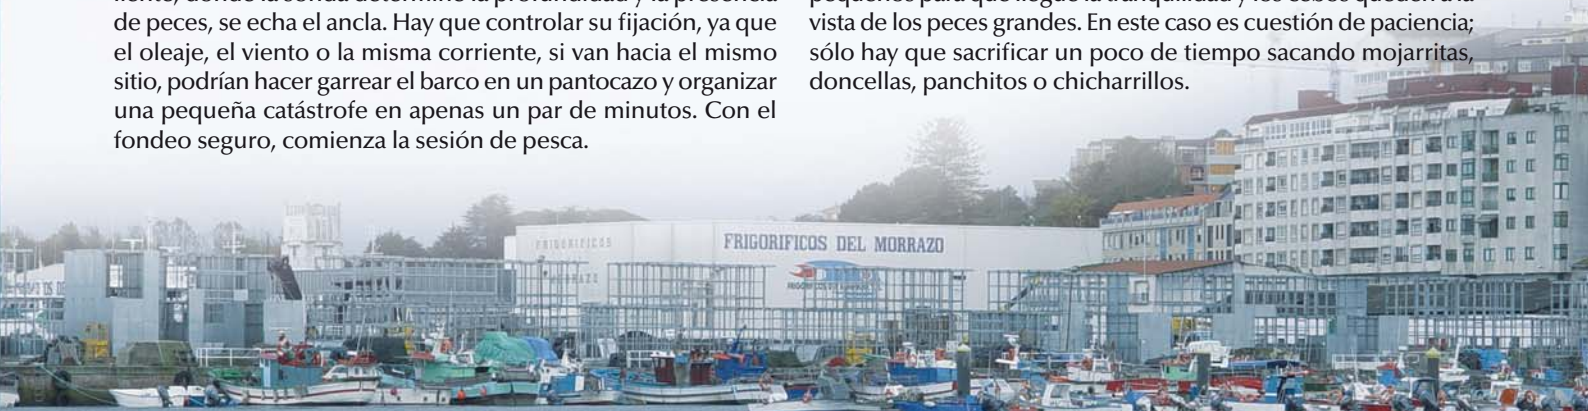 de peces, se echa el ancla. Hay que controlar su fijación, ya que
el oleaje, el viento o la misma corriente, si van hacia el mismo
sitio, podrían hacer garrear el barco en un pantocazo y organizar
una pequeña catástrofe en apenas un par de minutos. Con el
fondeo seguro, comienza la sesión de pesca.
vista de los peces grandes. En este caso es cuestión de paciencia;
sólo hay que sacrificar un poco de tiempo sacando mojarritas,
doncellas, panchitos o chicharrillos.
FRIGORIFICOS
MORRAZO
FRIGORIFICOS DEL MORRAZO